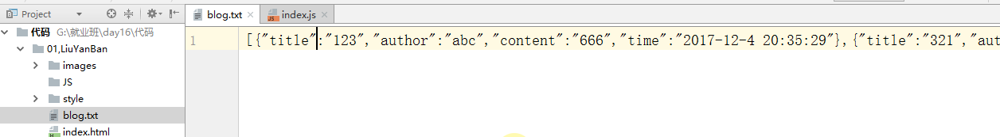 Project
blog.txt
index.js
代码 G:\就业班\day16\代码
01,LiuYanBan
images
JS
style
blog.txt
index.html
1
[{"title":"123","author":"abc","content":"666","time":"2017-12-4 20:35:29"},{"title":"321","aut